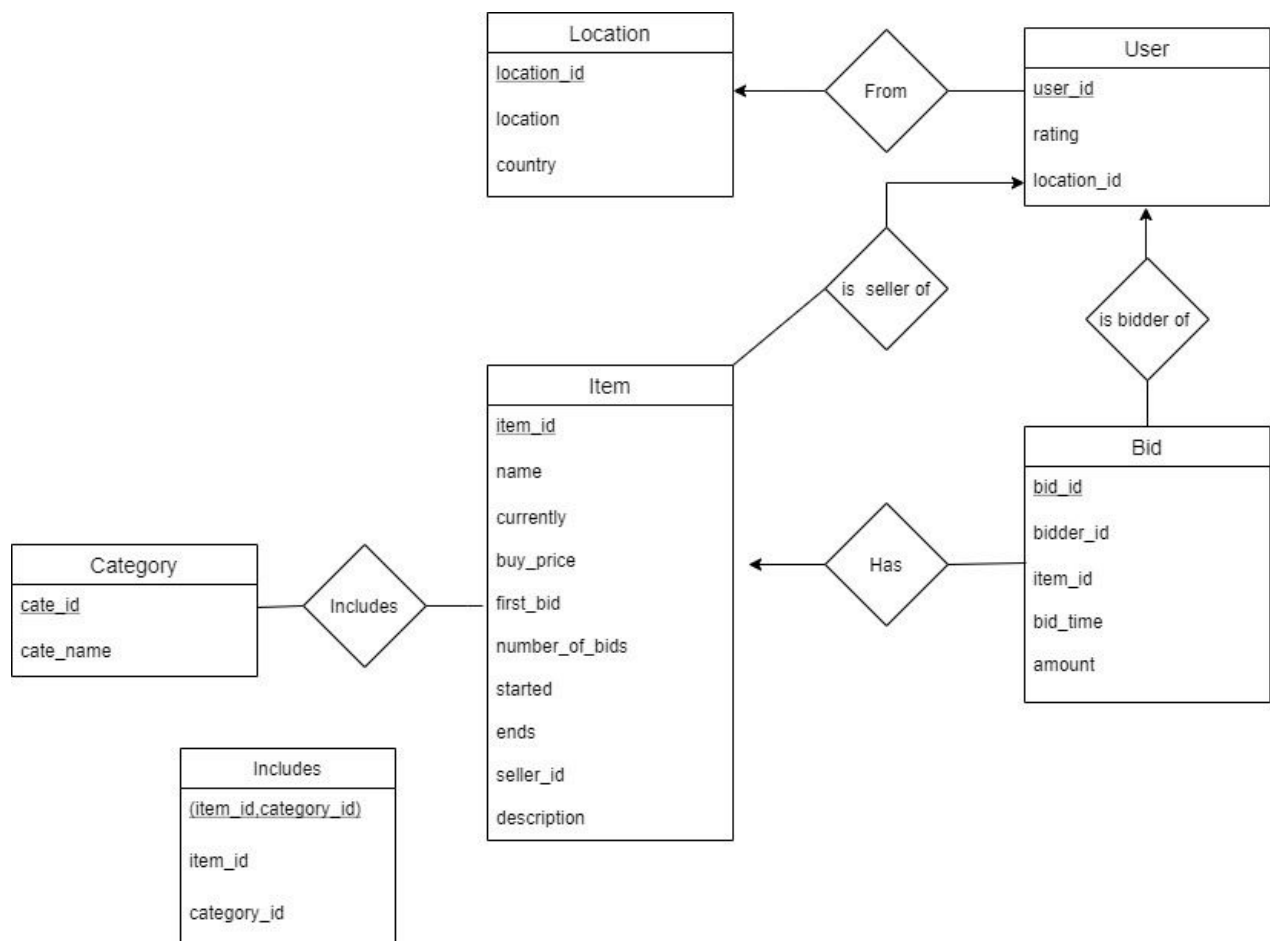 Location
location_id
location
country
From
User
user_id
rating
location_id
is  seller of
is bidder of
Item
item_id
name
currently
buy_price
first_bid
number_of_bids
started
ends
seller_id
description
Has
Bid
bid_id
bidder_id
item_id
bid_time
amount
Category
cate_id
cate_name
Includes
Includes
(item_id,category_id)
item_id
category_id